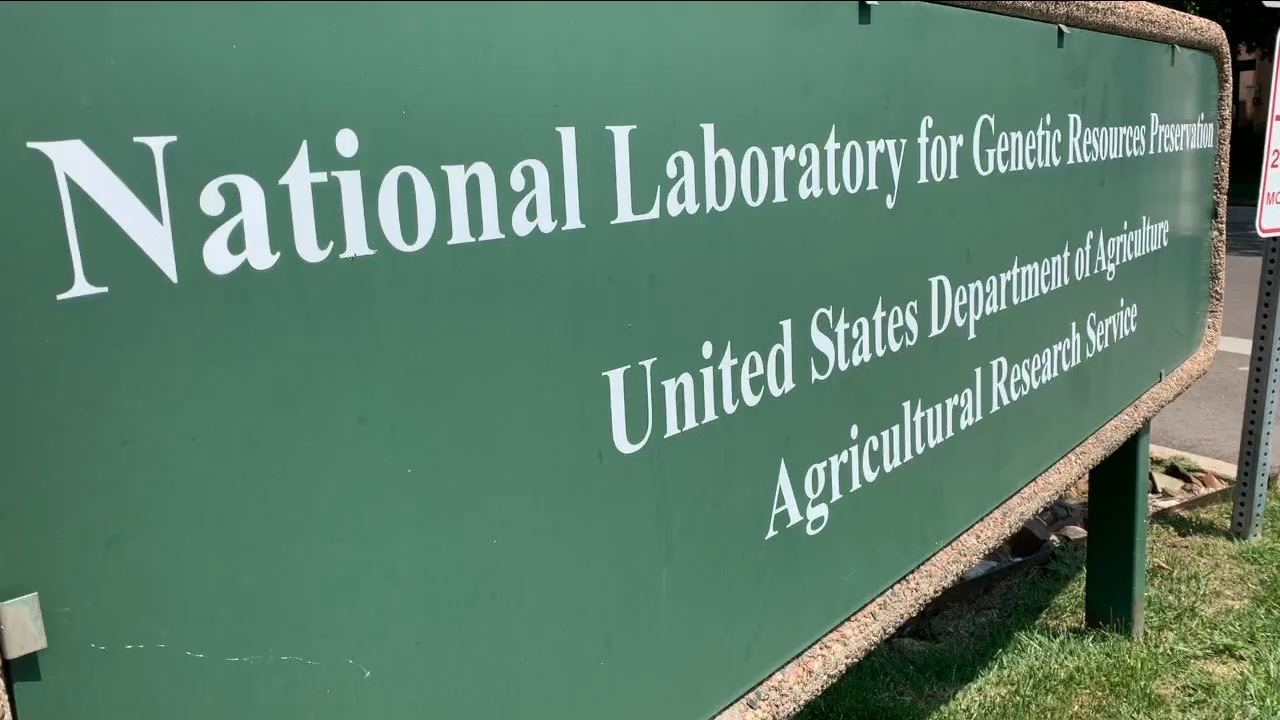 National Laboratory for Genetic Resources Preservation
United States Department of Agriculture
Agricultural Research Service